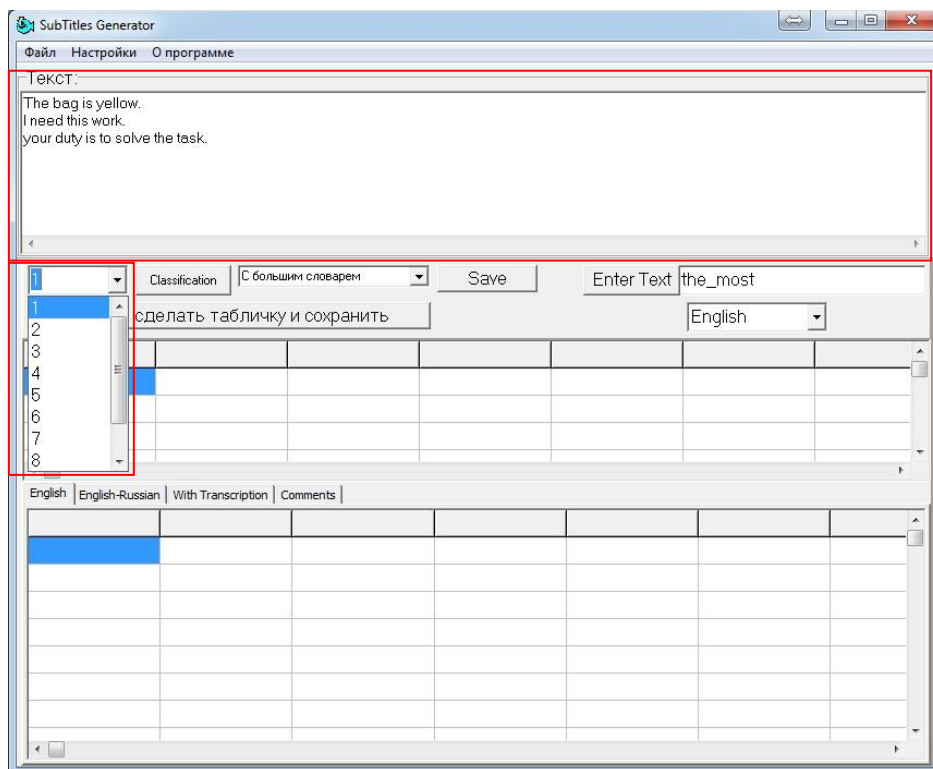 SubTitles Generator
Файл Настройки О программе
Текст:
The bag is yellow.
I need this work.
your duty is to solve the task.
1 Classification С большим словарем Save Enter Text the_most
сделать табличку и сохранить English
1
2
3
4
5
6
7
8
English English-Russian With Transcription Comments